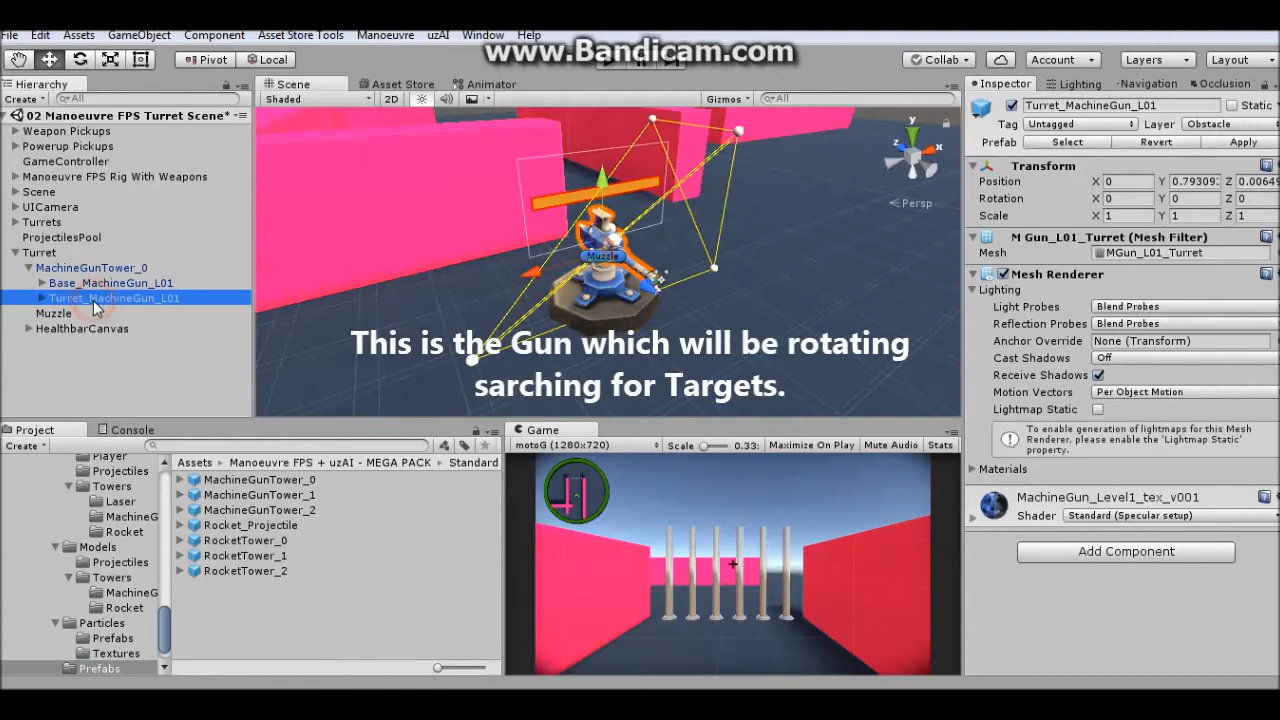 www.Bandicam.com
File Edit Assets GameObject Component Asset Store Tools Manoeuvre uzAI Window Help
Pivot Local Collab Account Layers Layout
Hierarchy
Create All
02 Manoeuvre FPS Turret Scene*
Weapon Pickups
Powerup Pickups
GameController
Manoeuvre FPS Rig With Weapons
Scene
UICamera
Turrets
ProjectilesPool
Turret
MachineGunTower_0
Base_MachineGun_L01
Turret_MachineGun_L01
Muzzle
HealthbarCanvas
Scene Asset Store Animator
Shaded 2D Gizmos All
y
z x
Persp
Muzzle
This is the Gun which will be rotating
sarching for Targets.
Inspector Lighting Navigation Occlusion
Turret_MachineGun_L01 Static
Tag Untagged Layer Obstacle
Prefab Select Revert Apply
Transform
Position X 0 Y 0.79309: Z 0.00649
Rotation X 0 Y 0 Z 0
Scale X 1 Y 1 Z 1
M Gun_L01_Turret (Mesh Filter)
Mesh MGun_L01_Turret
Mesh Renderer
Lighting
Light Probes Blend Probes
Reflection Probes Blend Probes
Anchor Override None (Transform)
Cast Shadows Off
Receive Shadows
Motion Vectors Per Object Motion
Lightmap Static
To enable generation of lightmaps for this Mesh
Renderer, please enable the 'Lightmap Static'
property.
Materials
MachineGun_Level1_tex_v001
Shader Standard (Specular setup)
Add Component
Project Console
Create
Player
Projectiles
Towers
Laser
MachineG
Rocket
Models
Projectiles
Towers
MachineG
Rocket
Particles
Prefabs
Textures
Prefabs
Assets Manoeuvre FPS + uzAI - MEGA PACK Standard
MachineGunTower_0
MachineGunTower_1
MachineGunTower_2
Rocket_Projectile
RocketTower_0
RocketTower_1
RocketTower_2
Game
motoG (1280x720) Scale 0.33: Maximize On Play Mute Audio Stats